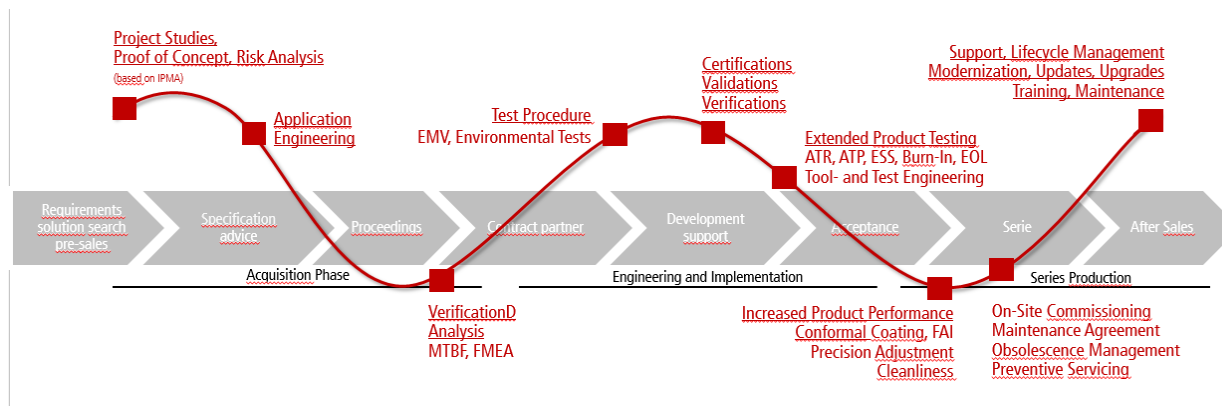 Project Studies,
Proof of Concept, Risk Analysis
(based on IPMA)
Application
Engineering
Test Procedure
EMV, Environmental Tests
Certifications
Validations
Verifications
Extended Product Testing
ATR, ATP, ESS, Burn-In, EOL
Tool- and Test Engineering
Support, Lifecycle Management
Modernization, Updates, Upgrades
Training, Maintenance
Requirements
solution search
pre-sales
Specification
advice
Proceedings
Contract partner
Development
support
Acceptance
Serie
After Sales
Acquisition Phase
Engineering and Implementation
Series Production
VerificationD
Analysis
MTBF, FMEA
Increased Product Performance
Conformal Coating, FAI
Precision Adjustment
Cleanliness
On-Site Commissioning
Maintenance Agreement
Obsolescence Management
Preventive Servicing